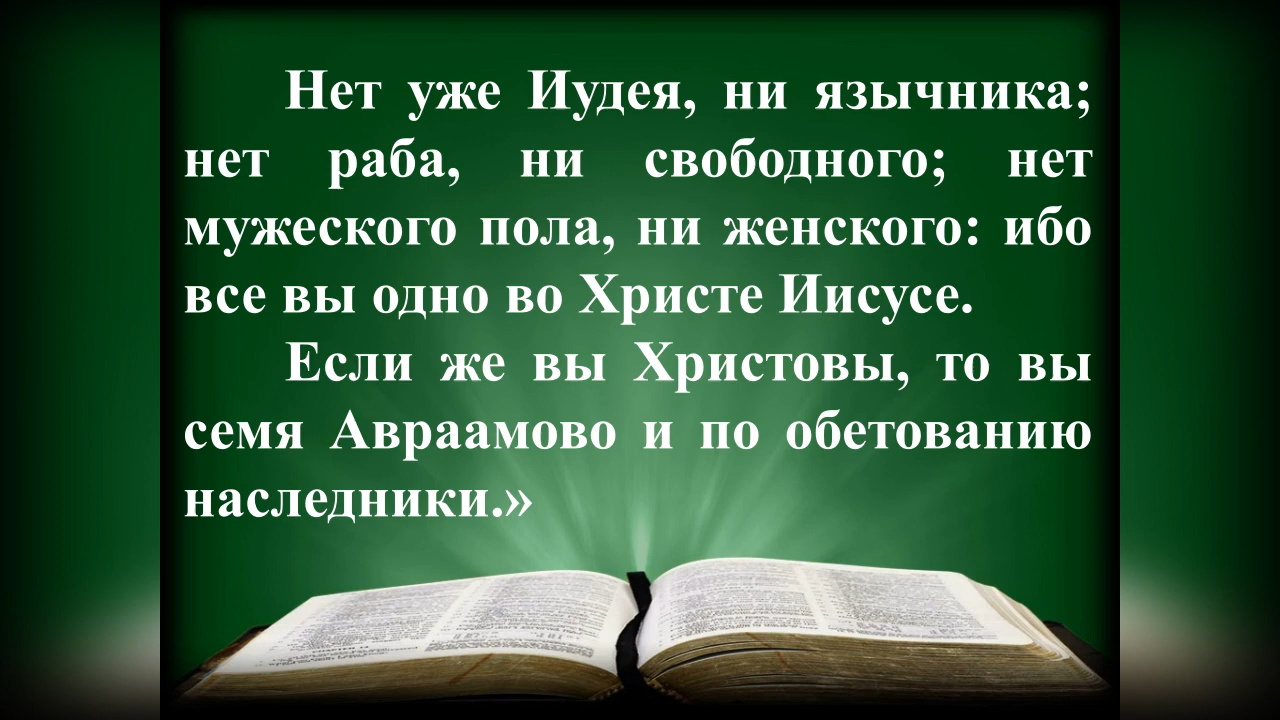 Нет уже Иудея, ни язычника;
нет раба, ни свободного; нет
мужеского пола, ни женского: ибо
все вы одно во Христе Иисусе.
Если же вы Христовы, то вы
семя Авраамово и по обетованию
наследники.»